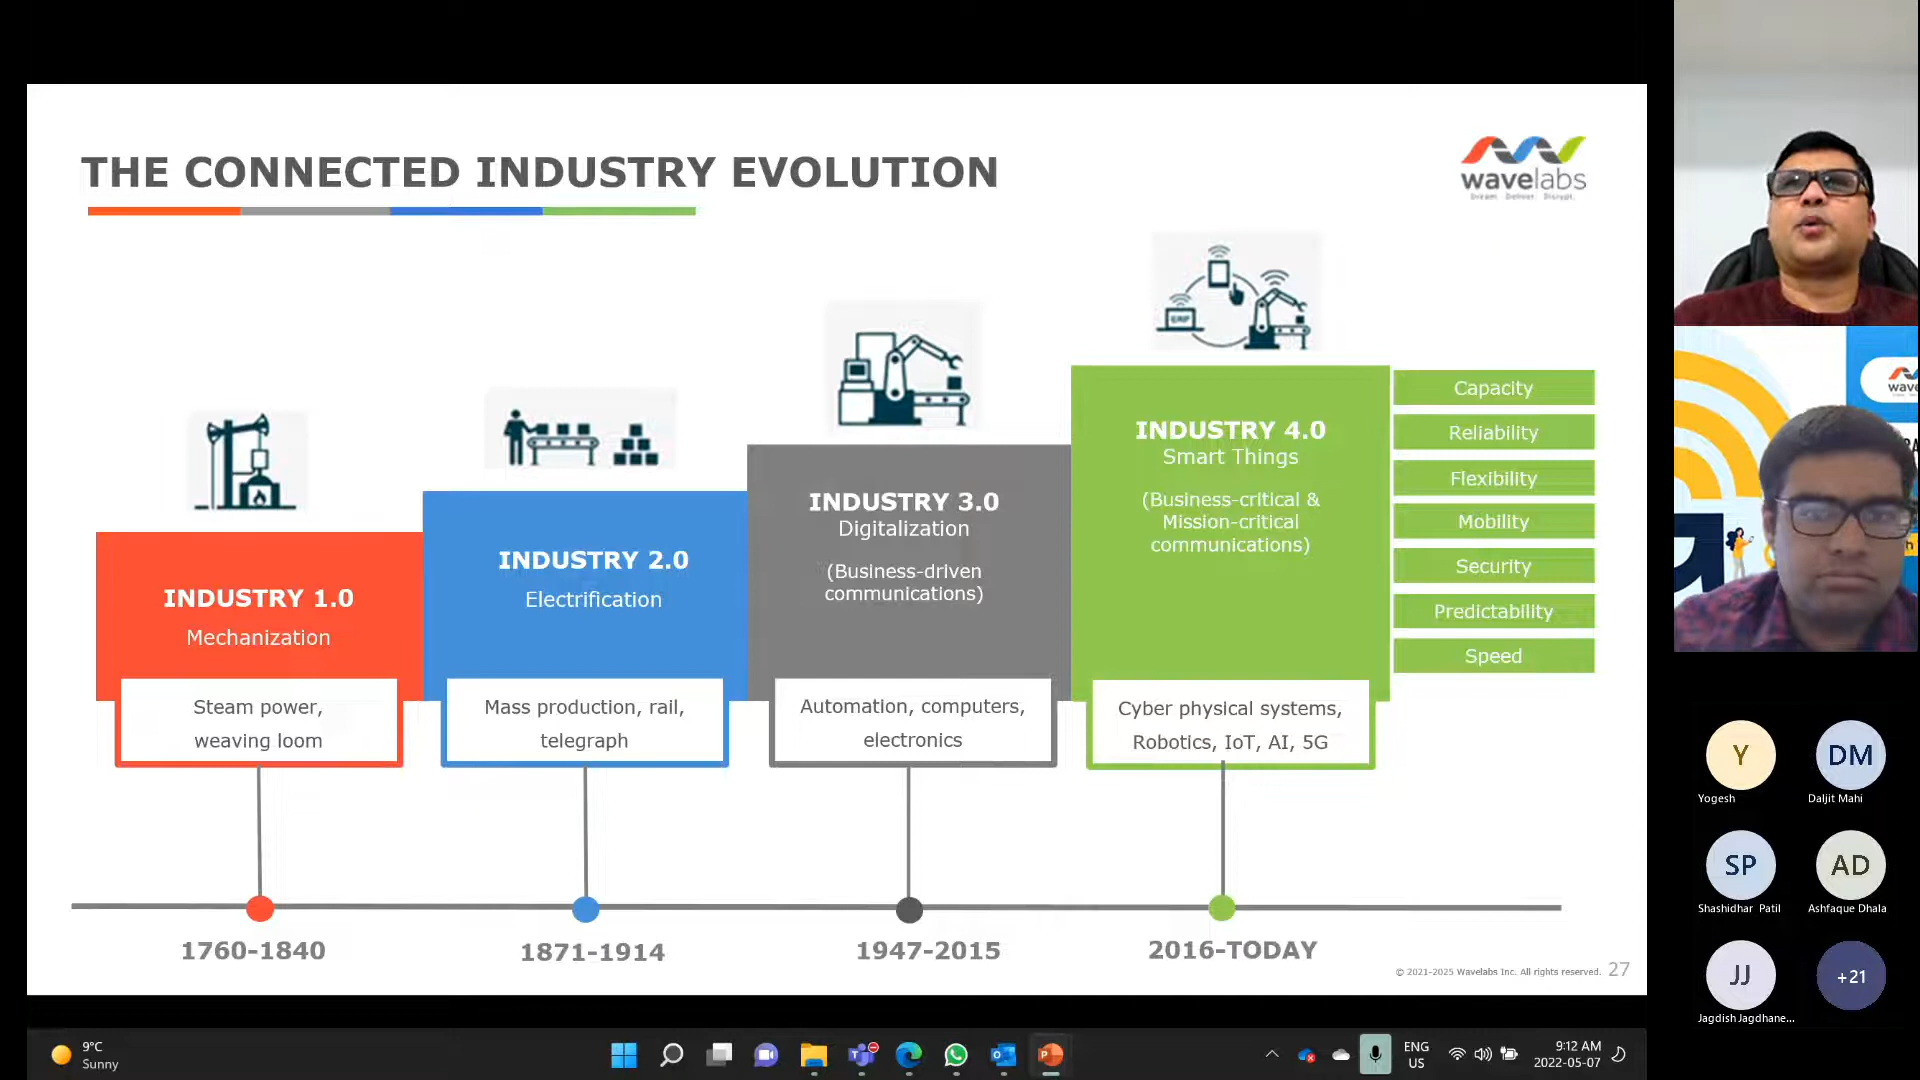 THE CONNECTED INDUSTRY EVOLUTION
wavelabs
Dream. Deliver. Disrupt.
INDUSTRY 1.0
Mechanization
Steam power,
weaving loom
1760-1840
INDUSTRY 2.0
Electrification
Mass production, rail,
telegraph
1871-1914
INDUSTRY 3.0
Digitalization
(Business-driven
communications)
Automation, computers,
electronics
1947-2015
ERP
INDUSTRY 4.0
Smart Things
(Business-critical &
Mission-critical
communications)
Cyber physical systems,
Robotics, IoT, AI, 5G
2016-TODAY
Capacity
Reliability
Flexibility
Mobility
Security
Predictability
Speed
© 2021-2025 Wavelabs Inc. All rights reserved. 27
wave
Y
Yogesh
DM
Daljit Mahi
SP
Shashidhar Patil
AD
Ashfaque Dhala
JJ
Jagdish Jagdhane...
+21
9°C
Sunny
ENG
US
9:12 AM
2022-05-07